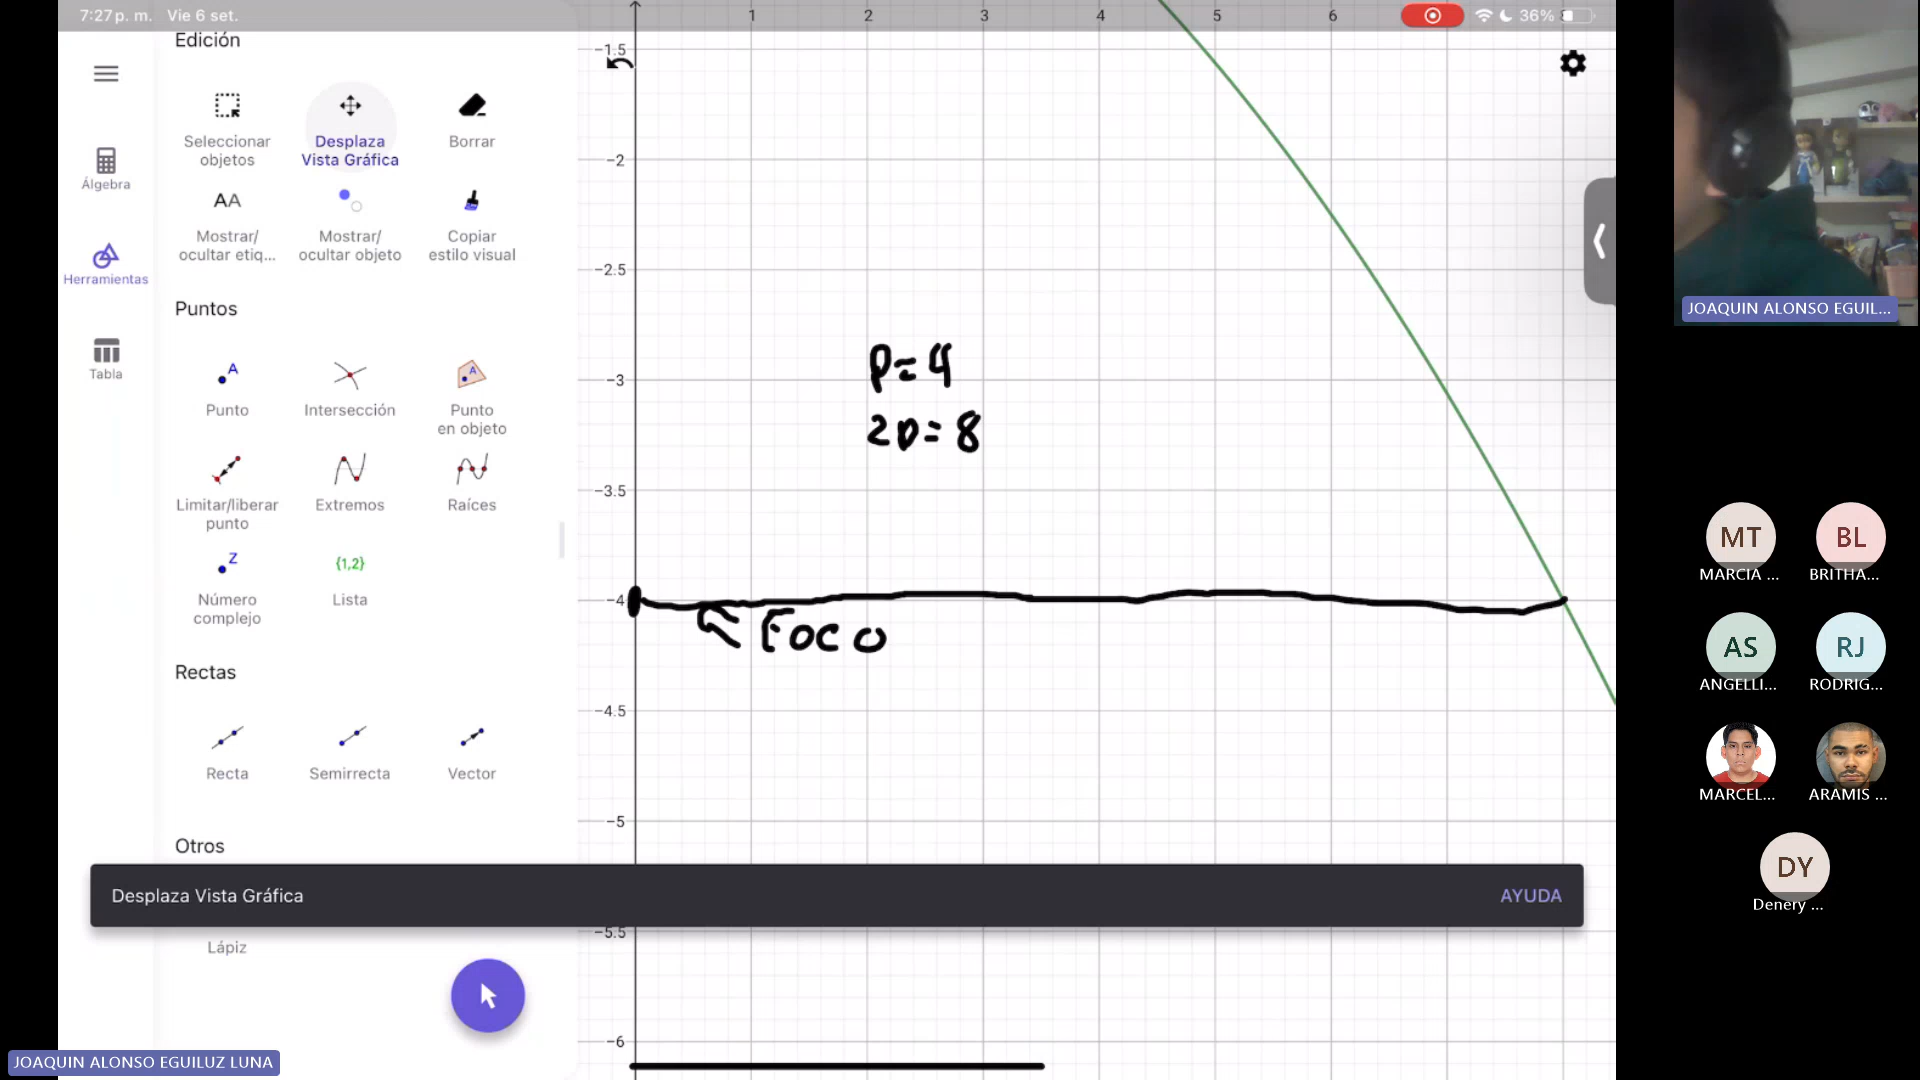 7:27 p. m. Vie 6 set.
36%
Edición
Seleccionar objetos
Desplaza Vista Gráfica
Borrar
AA
Mostrar/ ocultar etiq...
Mostrar/ ocultar objeto
Copiar estilo visual
Álgebra
Herramientas
Tabla
Puntos
A
Punto
Intersección
A
Punto en objeto
Limitar/liberar punto
Extremos
Raíces
Z
Número complejo
{1,2}
Lista
Rectas
Recta
Semirrecta
Vector
Otros
Desplaza Vista Gráfica
AYUDA
Lápiz
1 2 3 4 5 6
-1.5
-2
-2.5
-3
-3.5
-4
-4.5
-5
-5.5
-6
P=4
2P=8
FOCO
JOAQUIN ALONSO EGUIL...
MT
MARCIA ...
BL
BRITHA...
AS
ANGELLI...
RJ
RODRIG...
MARCEL...
ARAMIS ...
DY
Denery ...
JOAQUIN ALONSO EGUILUZ LUNA